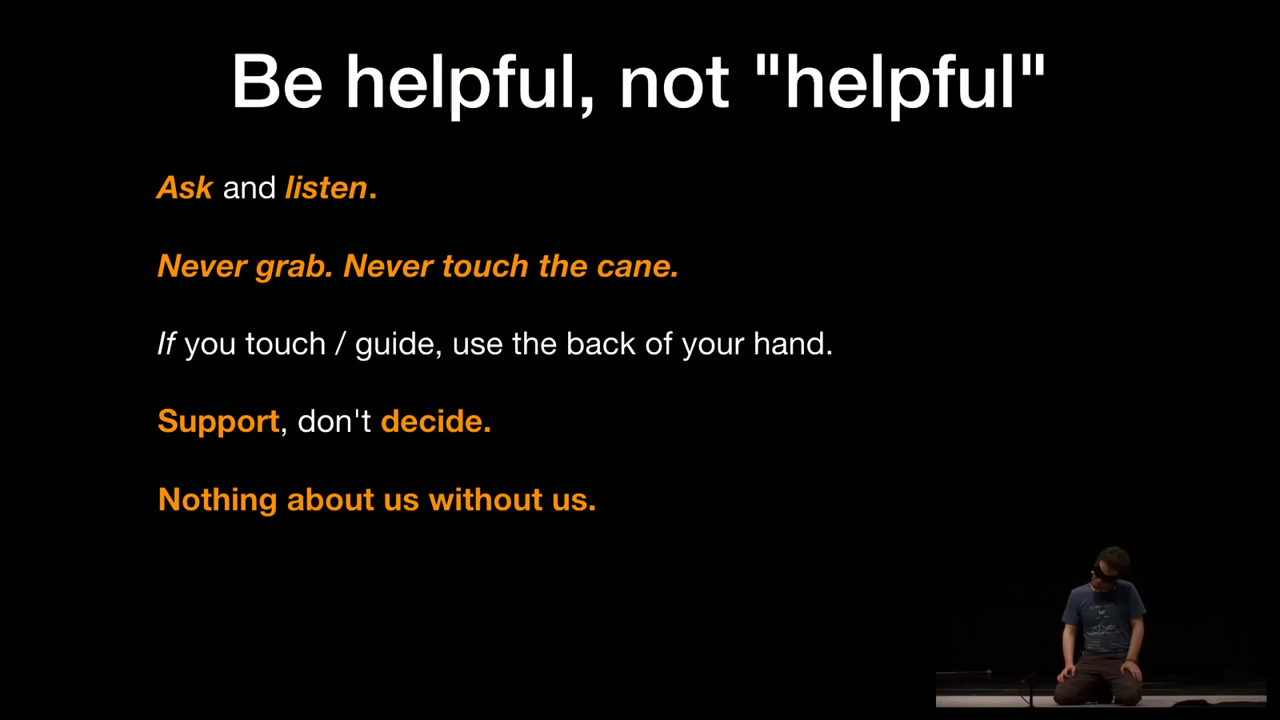 Be helpful, not "helpful"
Ask and listen.
Never grab. Never touch the cane.
If you touch / guide, use the back of your hand.
Support, don't decide.
Nothing about us without us.